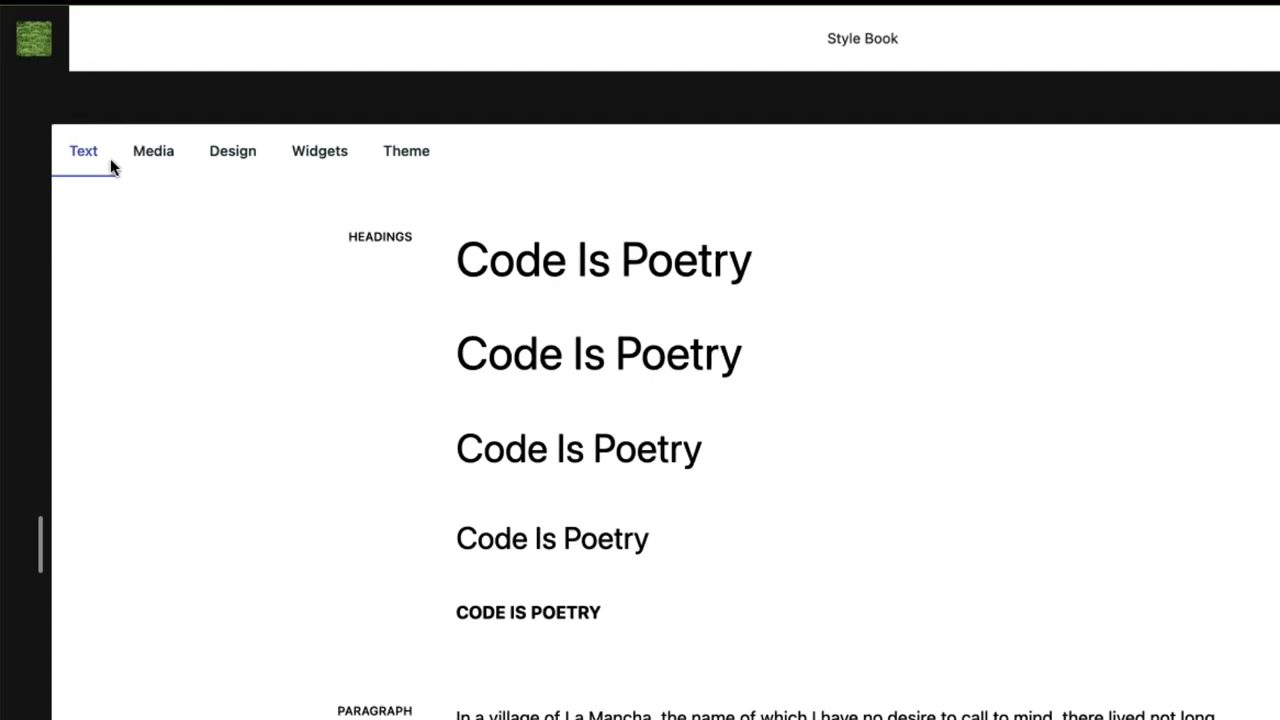 Style Book
Text Media Design Widgets Theme
HEADINGS
Code Is Poetry
Code Is Poetry
Code Is Poetry
Code Is Poetry
CODE IS POETRY
PARAGRAPH
In a village of La Mancha, the name of which I have no desire to call to mind, there lived not long